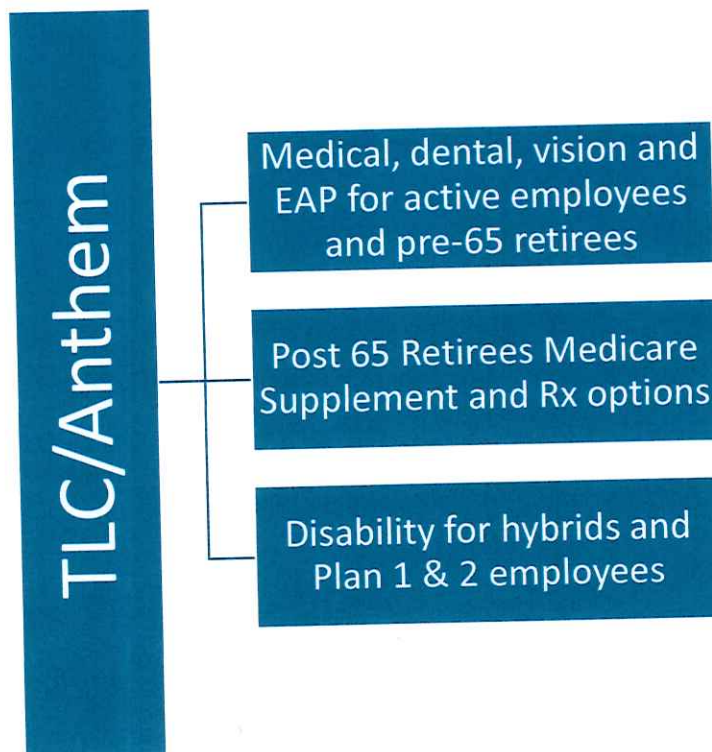 TLC/Anthem
Medical, dental, vision and
EAP for active employees
and pre-65 retirees
Post 65 Retirees Medicare
Supplement and Rx options
Disability for hybrids and
Plan 1 & 2 employees